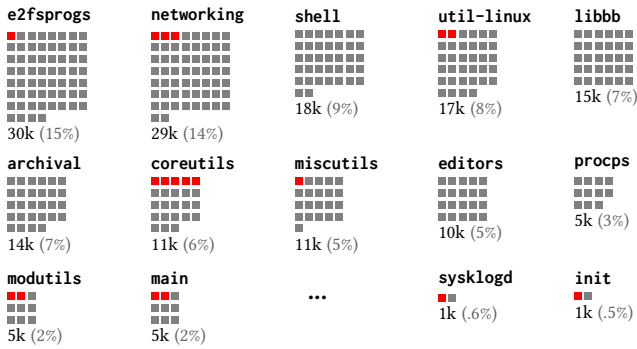 e2fsprogs networking shell util-linux libbb
30k (15%) 29k (14%) 18k (9%) 17k (8%) 15k (7%)
archival coreutils miscutils editors procps
14k (7%) 11k (6%) 11k (5%) 10k (5%) 5k (3%)
modutils main ... sysklogd init
5k (2%) 5k (2%) 1k (.6%) 1k (.5%)